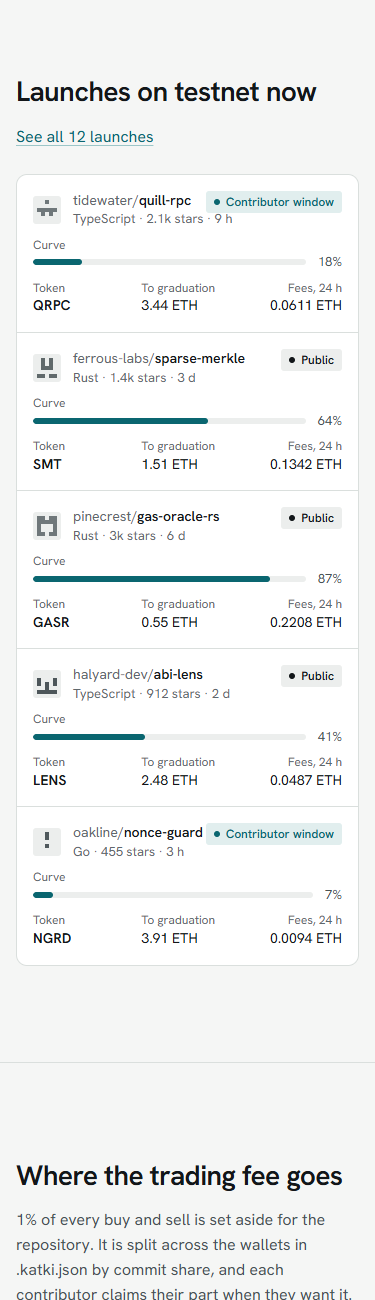 Launches on testnet now
See all 12 launches
tidewater/quill-rpc
Contributor window
TypeScript · 2.1k stars · 9 h
Curve
18%
Token To graduation Fees, 24 h
QRPC 3.44 ETH 0.0611 ETH
ferrous-labs/sparse-merkle
Public
Rust · 1.4k stars · 3 d
Curve
64%
Token To graduation Fees, 24 h
SMT 1.51 ETH 0.1342 ETH
pinecrest/gas-oracle-rs
Public
Rust · 3k stars · 6 d
Curve
87%
Token To graduation Fees, 24 h
GASR 0.55 ETH 0.2208 ETH
halyard-dev/abi-lens
Public
TypeScript · 912 stars · 2 d
Curve
41%
Token To graduation Fees, 24 h
LENS 2.48 ETH 0.0487 ETH
oakline/nonce-guard
Contributor window
Go · 455 stars · 3 h
Curve
7%
Token To graduation Fees, 24 h
NGRD 3.91 ETH 0.0094 ETH
Where the trading fee goes
1% of every buy and sell is set aside for the
repository. It is split across the wallets in
.katki.json by commit share, and each
contributor claims their part when they want it.